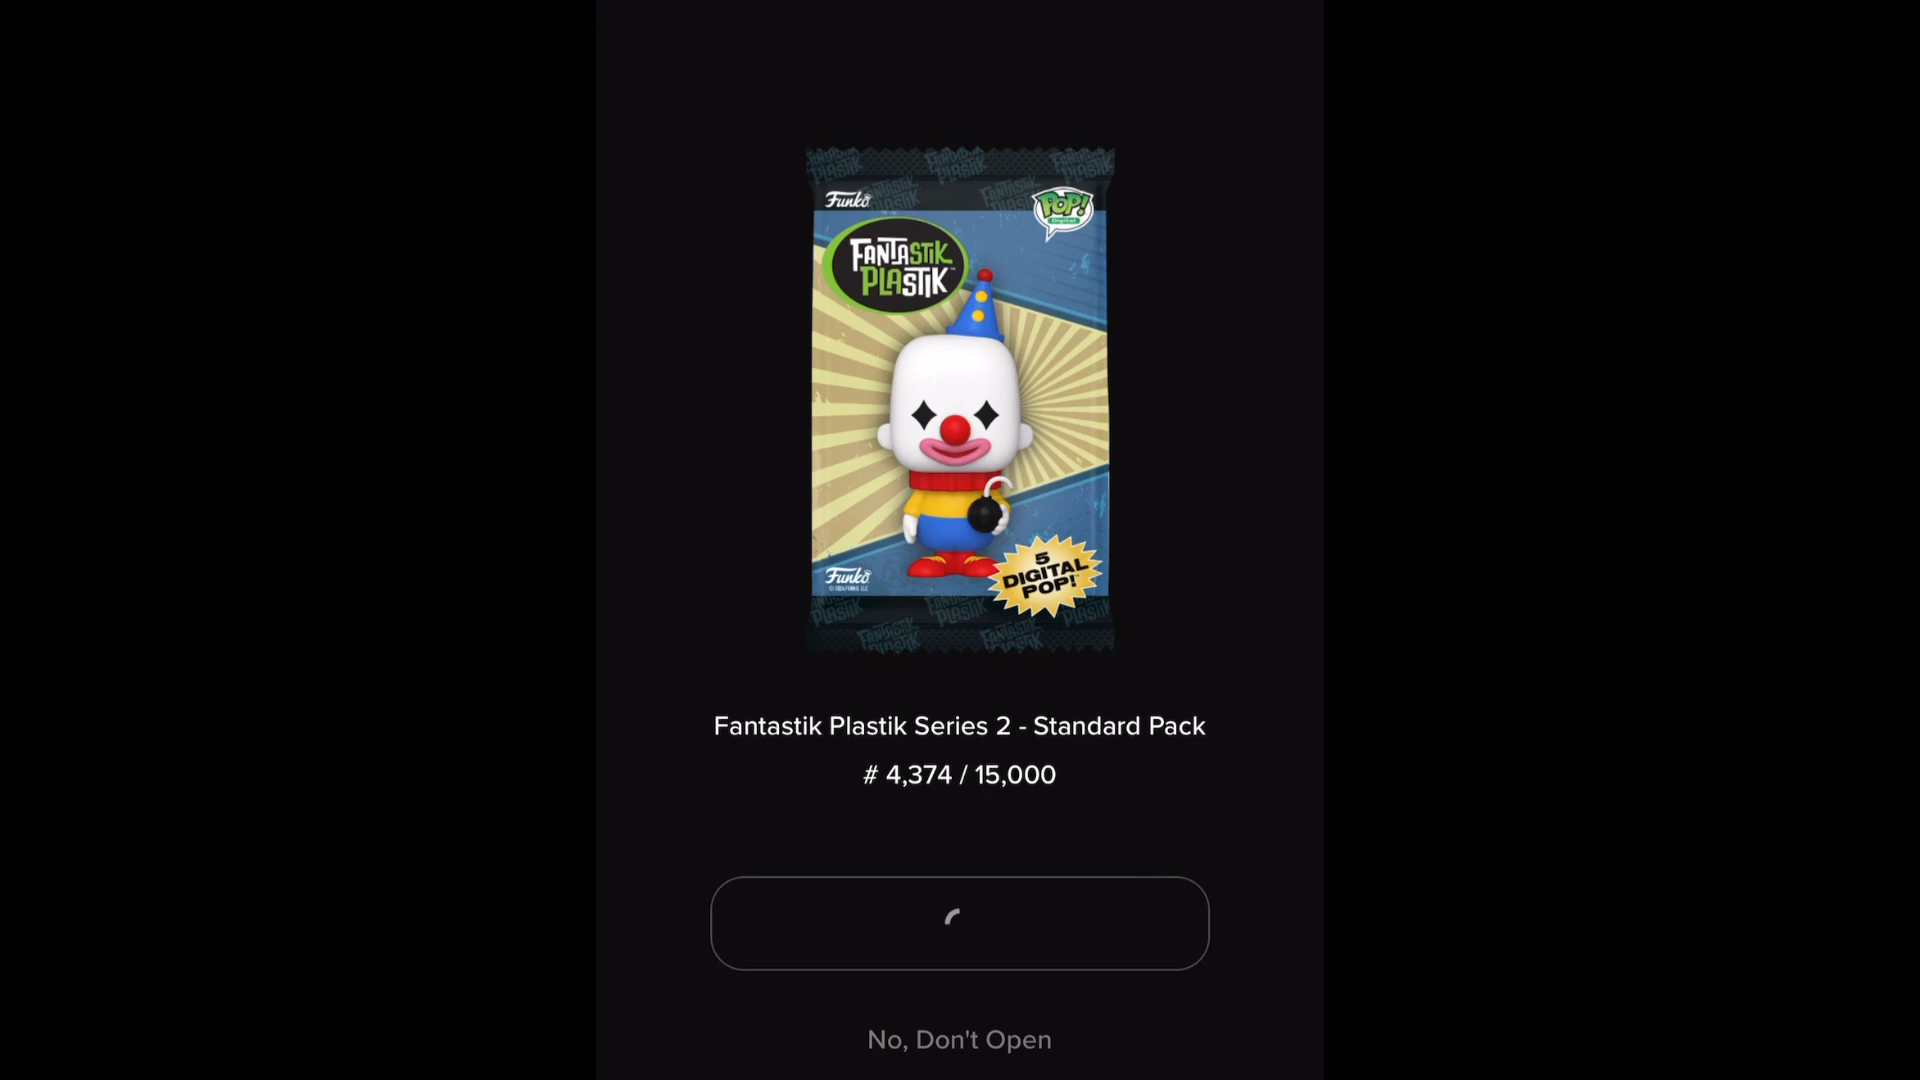 Funko
POP!
Digital
FANTASTIK
PLASTIK
5
DIGITAL
POP!
Funko
Fantastik Plastik Series 2 - Standard Pack
# 4,374 / 15,000
No, Don't Open